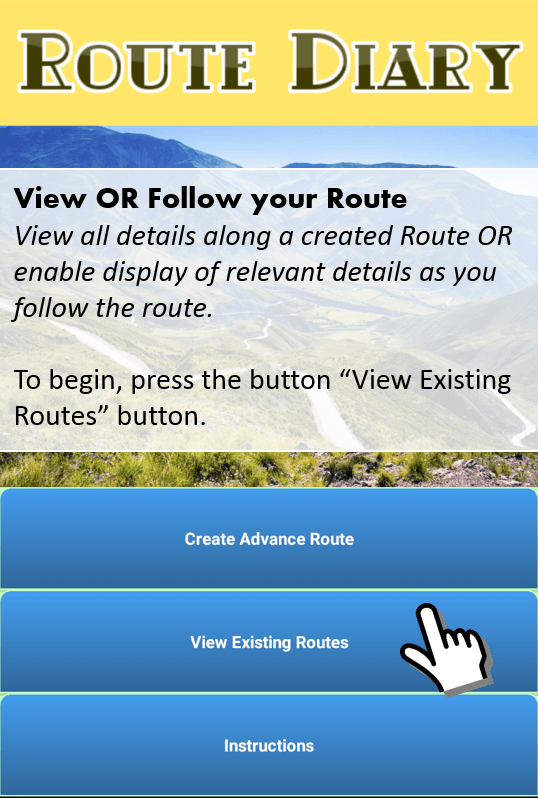 ROUTE DIARY
View OR Follow your Route
View all details along a created Route OR
enable display of relevant details as you
follow the route.
To begin, press the button “View Existing
Routes” button.
Create Advance Route
View Existing Routes
Instructions